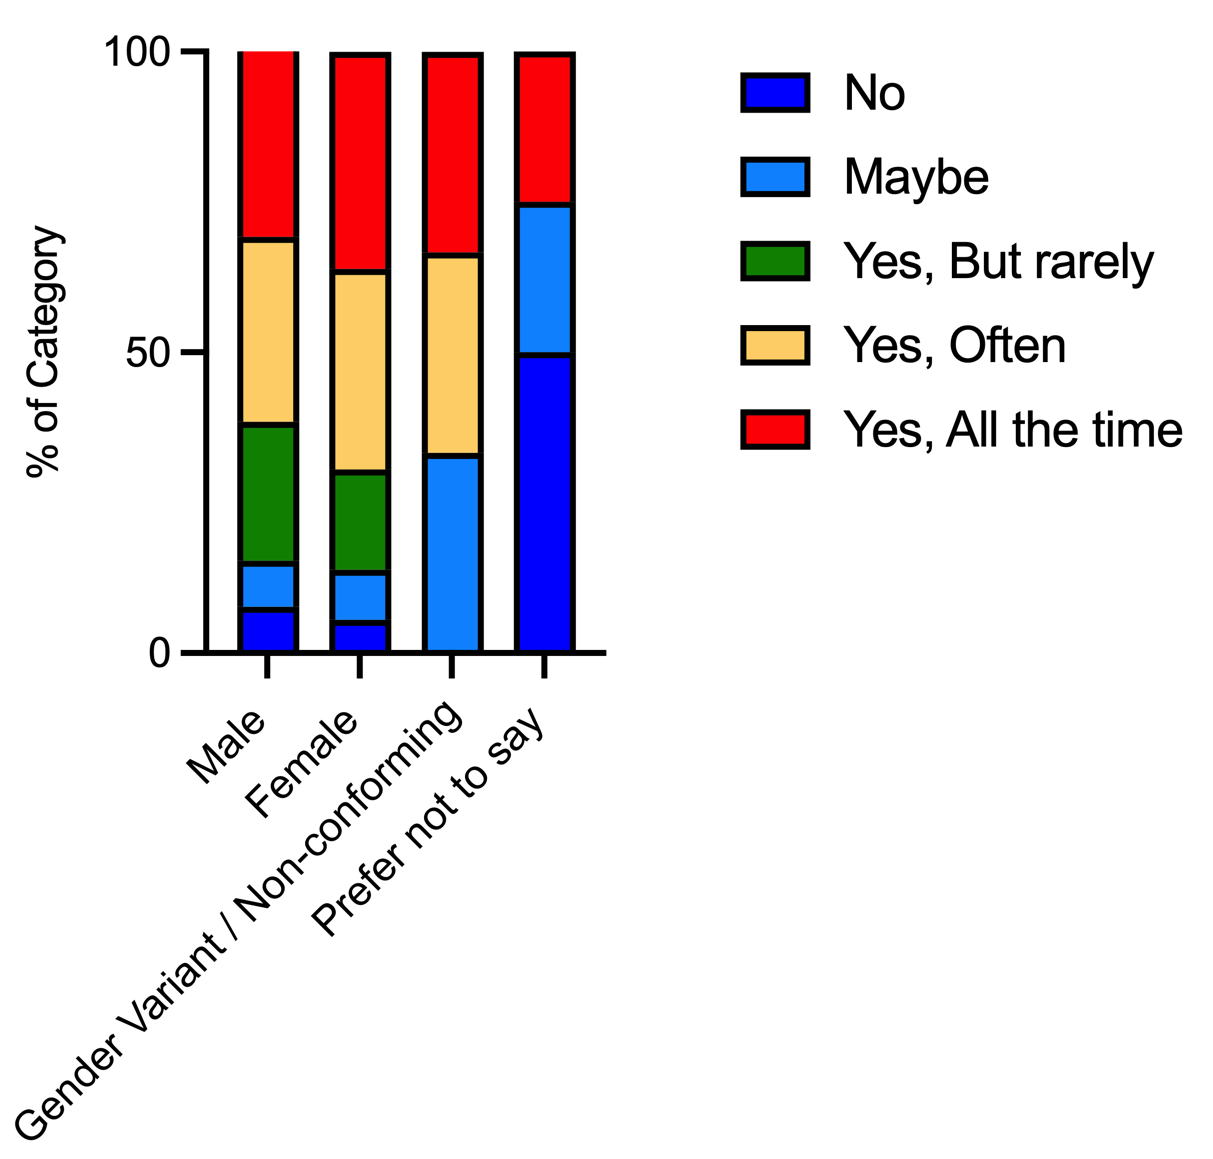 % of Category
100
50
0
Male
Female
Gender Variant / Non-conforming
Prefer not to say
No
Maybe
Yes, But rarely
Yes, Often
Yes, All the time